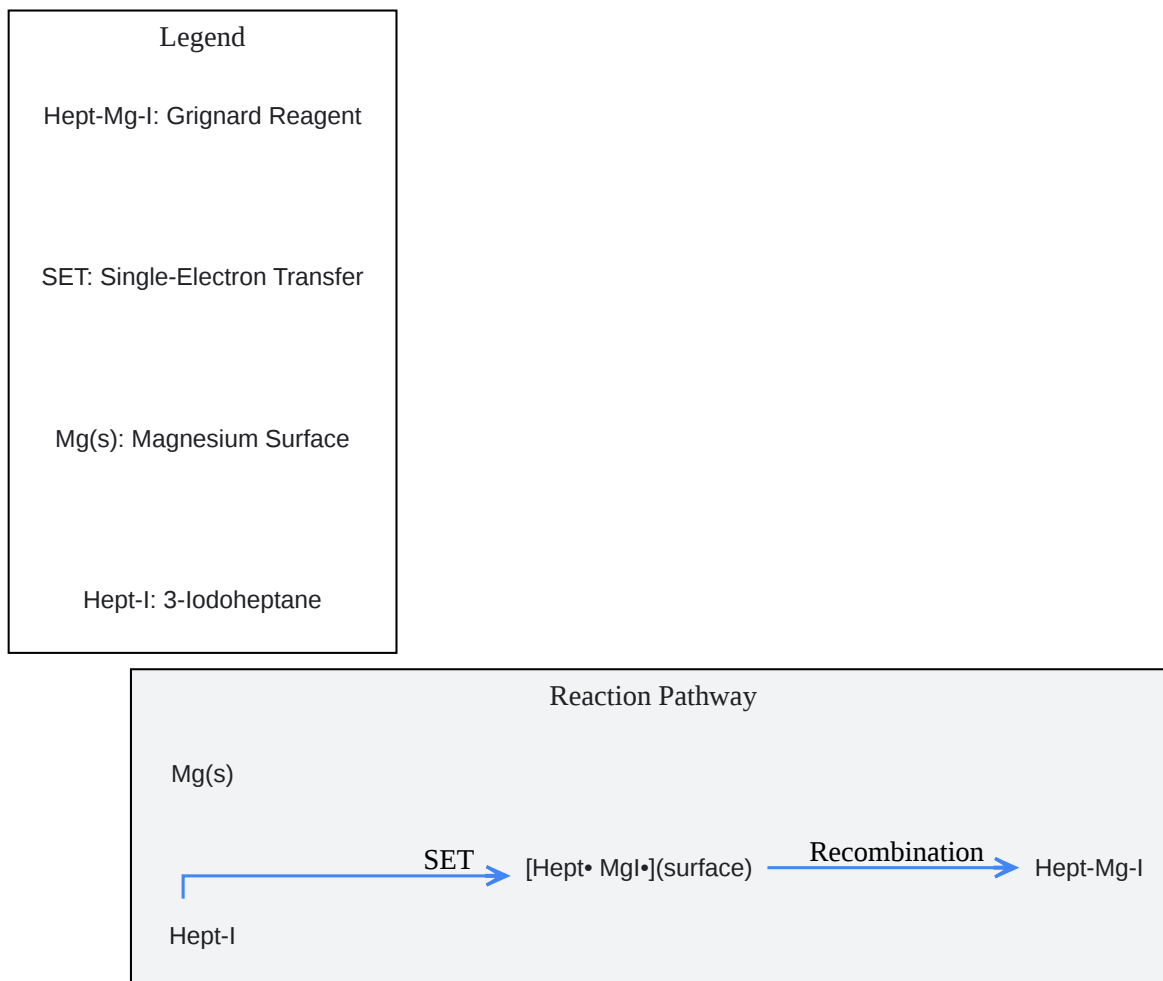 Legend
Hept-Mg-I: Grignard Reagent
SET: Single-Electron Transfer
Mg(s): Magnesium Surface
Hept-I: 3-Iodoheptane
Reaction Pathway
Mg(s)
SET
[Hept• MgI•](surface)
Recombination
Hept-Mg-I
Hept-I